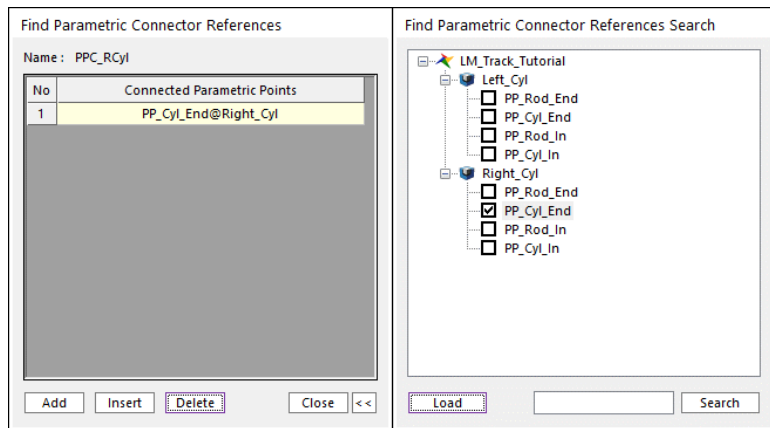 Find Parametric Connector References
Name : PPC_RCyl
No Connected Parametric Points
1 PP_Cyl_End@Right_Cyl
Add Insert Delete Close <<
Find Parametric Connector References Search
LM_Track_Tutorial
Left_Cyl
PP_Rod_End
PP_Cyl_End
PP_Rod_In
PP_Cyl_In
Right_Cyl
PP_Rod_End
PP_Cyl_End
PP_Rod_In
PP_Cyl_In
Load Search